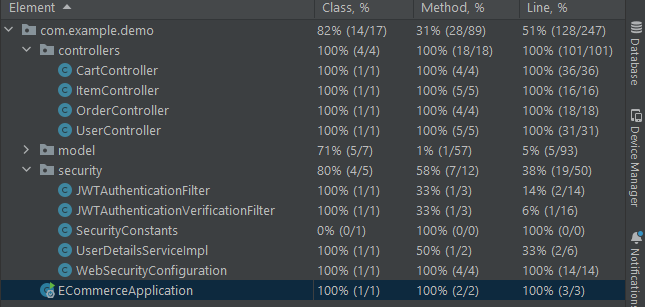 Element Class, % Method, % Line, %
com.example.demo 82% (14/17) 31% (28/89) 51% (128/247)
controllers 100% (4/4) 100% (18/18) 100% (101/101)
CartController 100% (1/1) 100% (4/4) 100% (36/36)
ItemController 100% (1/1) 100% (5/5) 100% (16/16)
OrderController 100% (1/1) 100% (4/4) 100% (18/18)
UserController 100% (1/1) 100% (5/5) 100% (31/31)
model 71% (5/7) 1% (1/57) 5% (5/93)
security 80% (4/5) 58% (7/12) 38% (19/50)
JWTAuthenticationFilter 100% (1/1) 33% (1/3) 14% (2/14)
JWTAuthenticationVerificationFilter 100% (1/1) 33% (1/3) 6% (1/16)
SecurityConstants 0% (0/1) 100% (0/0) 100% (0/0)
UserDetailsServiceImpl 100% (1/1) 50% (1/2) 33% (2/6)
WebSecurityConfiguration 100% (1/1) 100% (4/4) 100% (14/14)
ECommerceApplication 100% (1/1) 100% (2/2) 100% (3/3)
Database
Device Manager